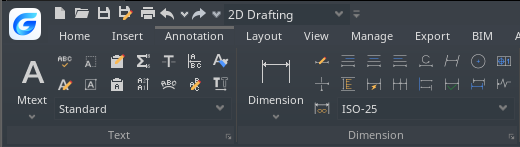 2D Drafting
Home Insert Annotation Layout View Manage Export BIM
Mtext Standard
Dimension ISO-25
Text Dimension